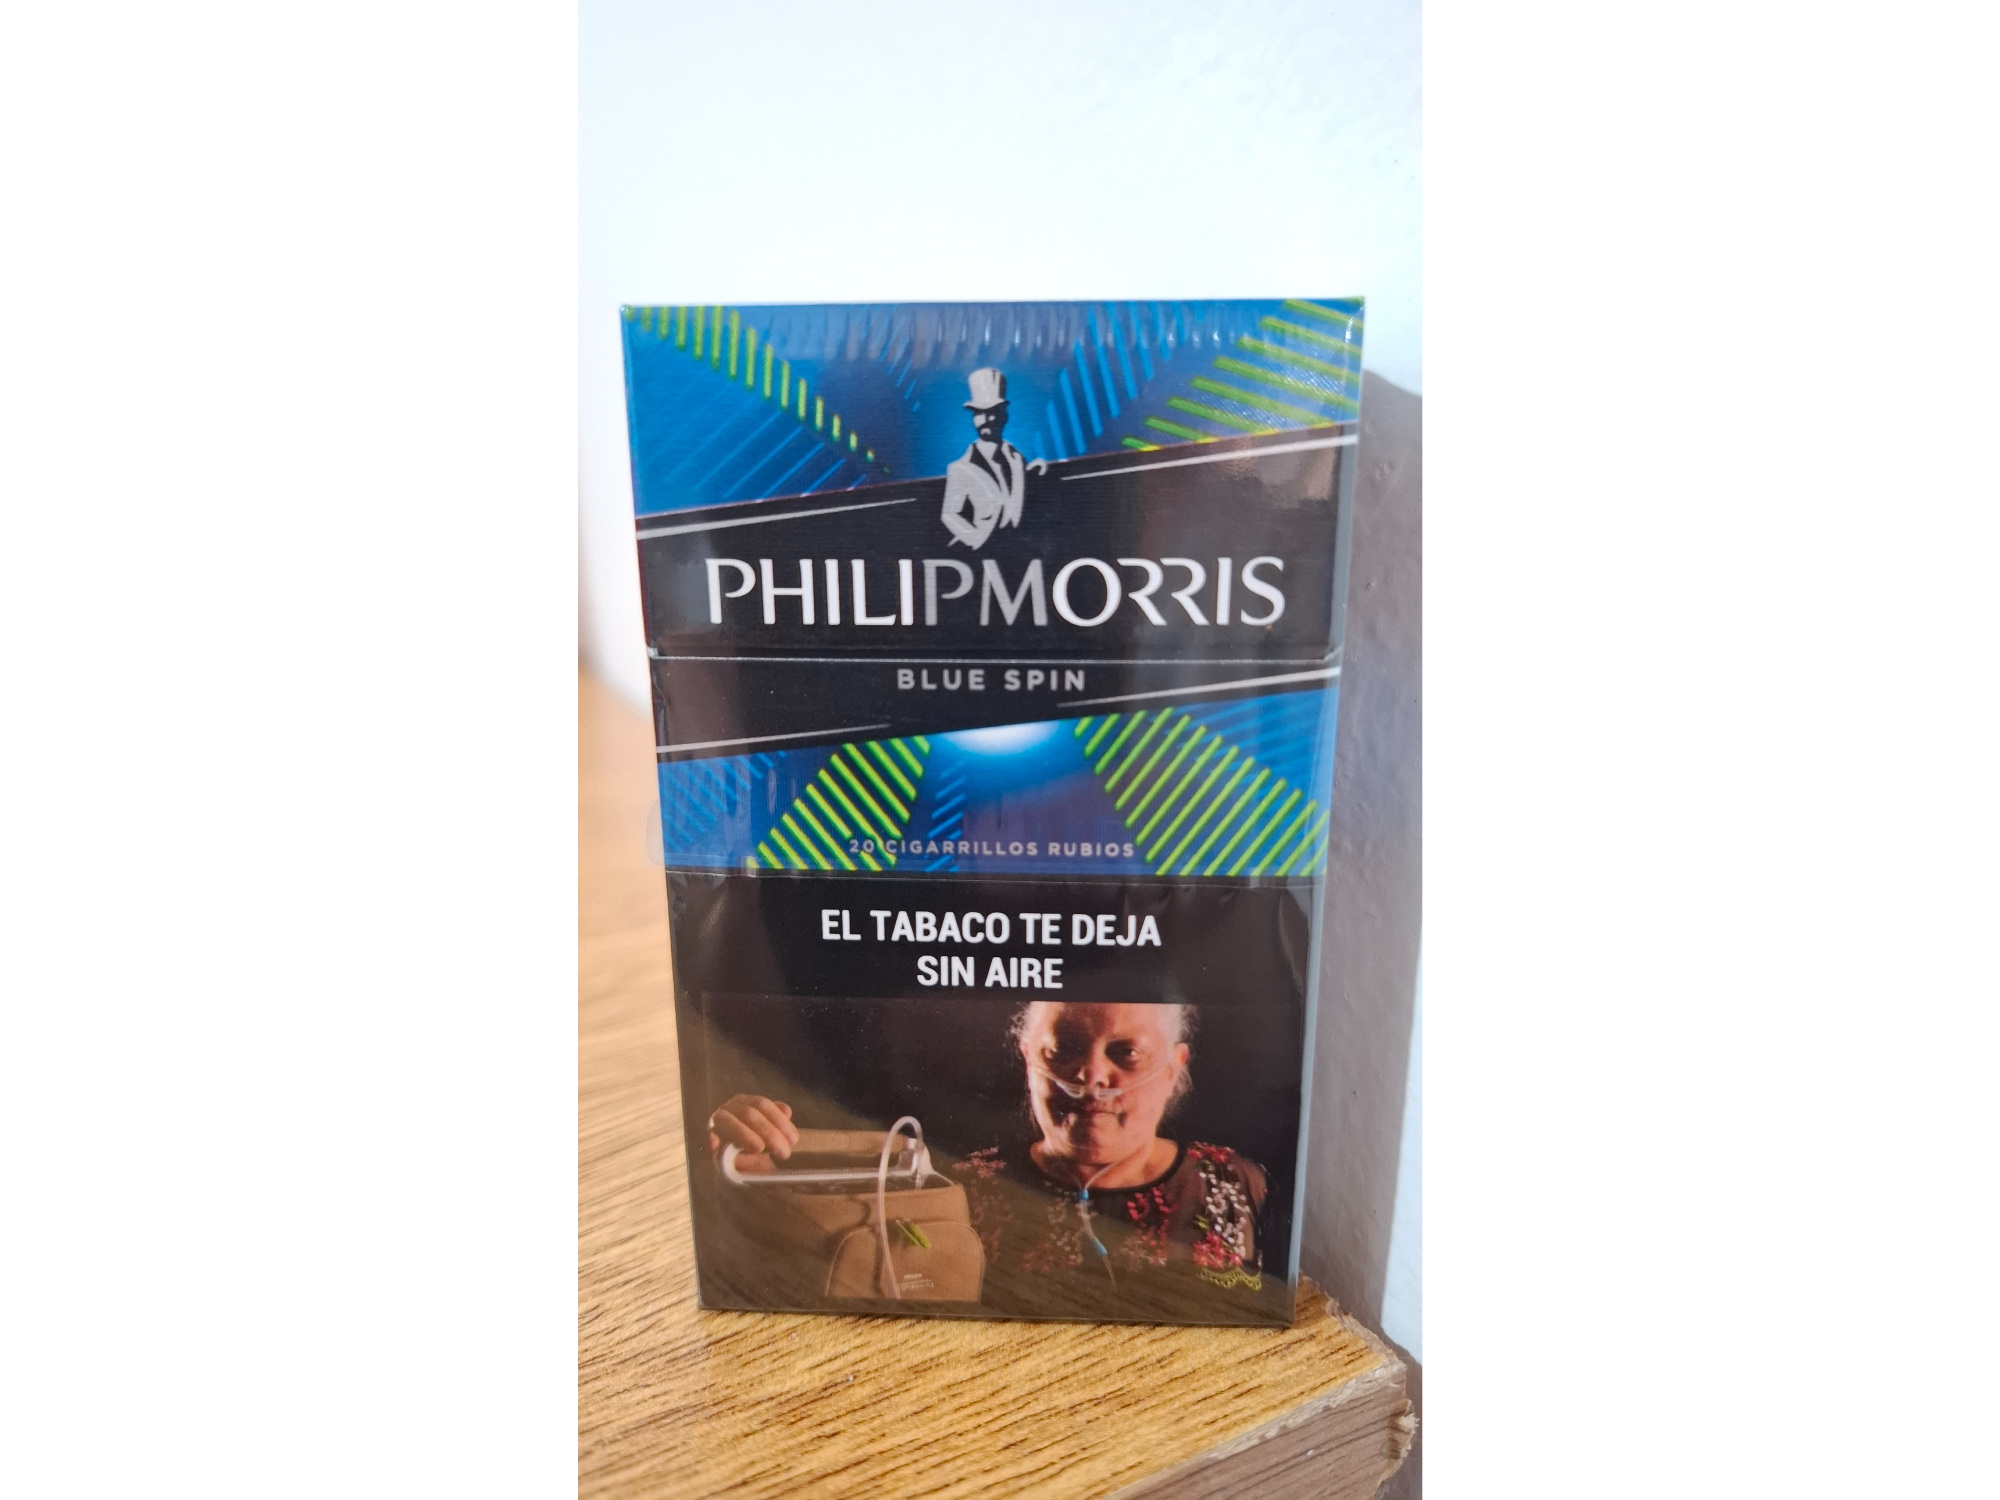 PHILIPMORRIS
BLUE SPIN
20 CIGARRILLOS RUBIOS
EL TABACO TE DEJA
SIN AIRE